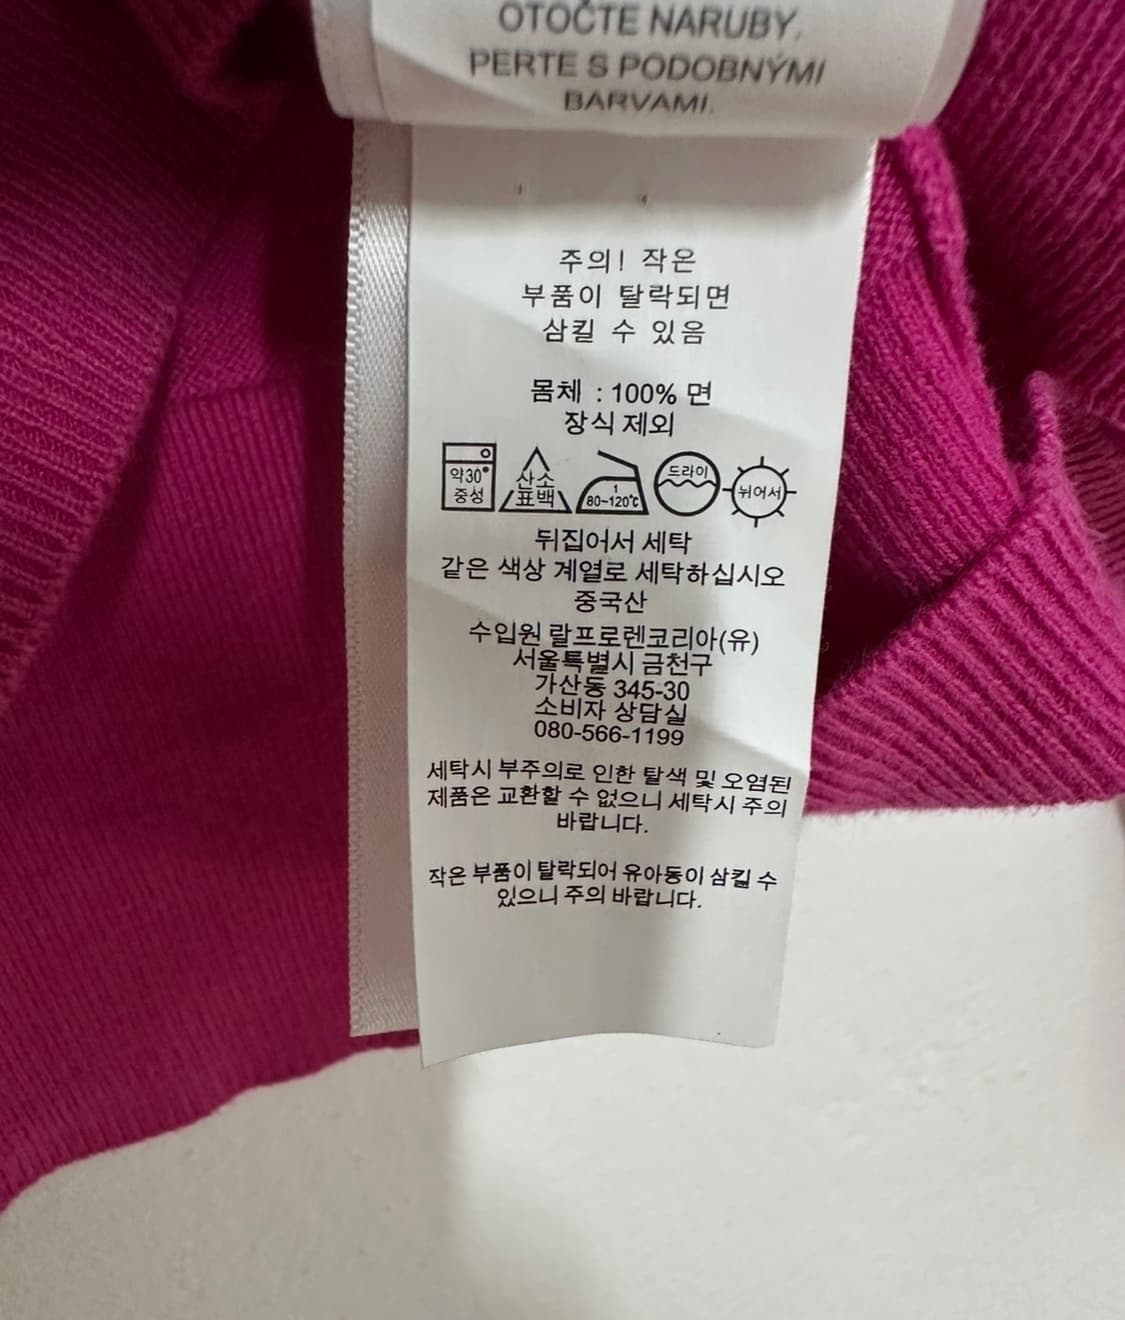 OTOČTE NARUBY.
PERTE S PODOBNÝMI
BARVAMI.
주의! 작은
부품이 탈락되면
삼킬 수 있음
몸체 : 100% 면
장식 제외
약30°
중성
산소
표백
1
80~120℃
드라이
뉘어서
뒤집어서 세탁
같은 색상 계열로 세탁하십시오
중국산
수입원 랄프로렌코리아(유)
서울특별시 금천구
가산동 345-30
소비자 상담실
080-566-1199
세탁시 부주의로 인한 탈색 및 오염된
제품은 교환할 수 없으니 세탁시 주의
바랍니다.
작은 부품이 탈락되어 유아동이 삼킬 수
있으니 주의 바랍니다.